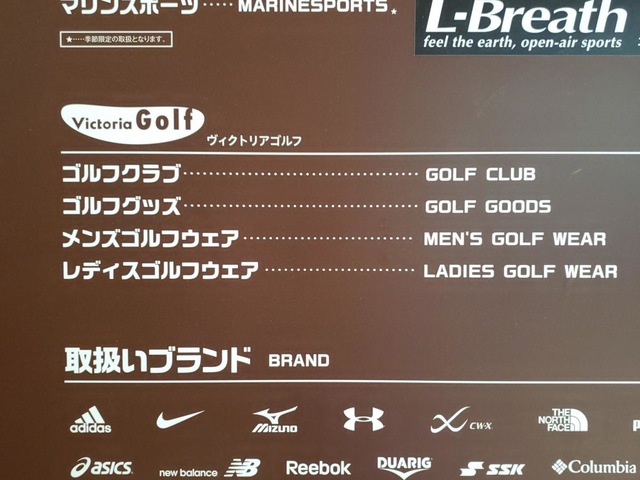 マリンスポーツ ····· MARINESPORTS★
L-Breath
feel the earth, open-air sports
★……季節限定の取扱となります。
Victoria Golf
ヴィクトリアゴルフ
ゴルフクラブ ········ GOLF CLUB
ゴルフグッズ ········ GOLF GOODS
メンズゴルフウエア ········ MEN'S GOLF WEAR
レディスゴルフウエア ········ LADIES GOLF WEAR
取扱いブランド BRAND
adidas MIZUNO CW-X THE NORTH FACE
asics new balance NB Reebok DUARIG SSK Columbia